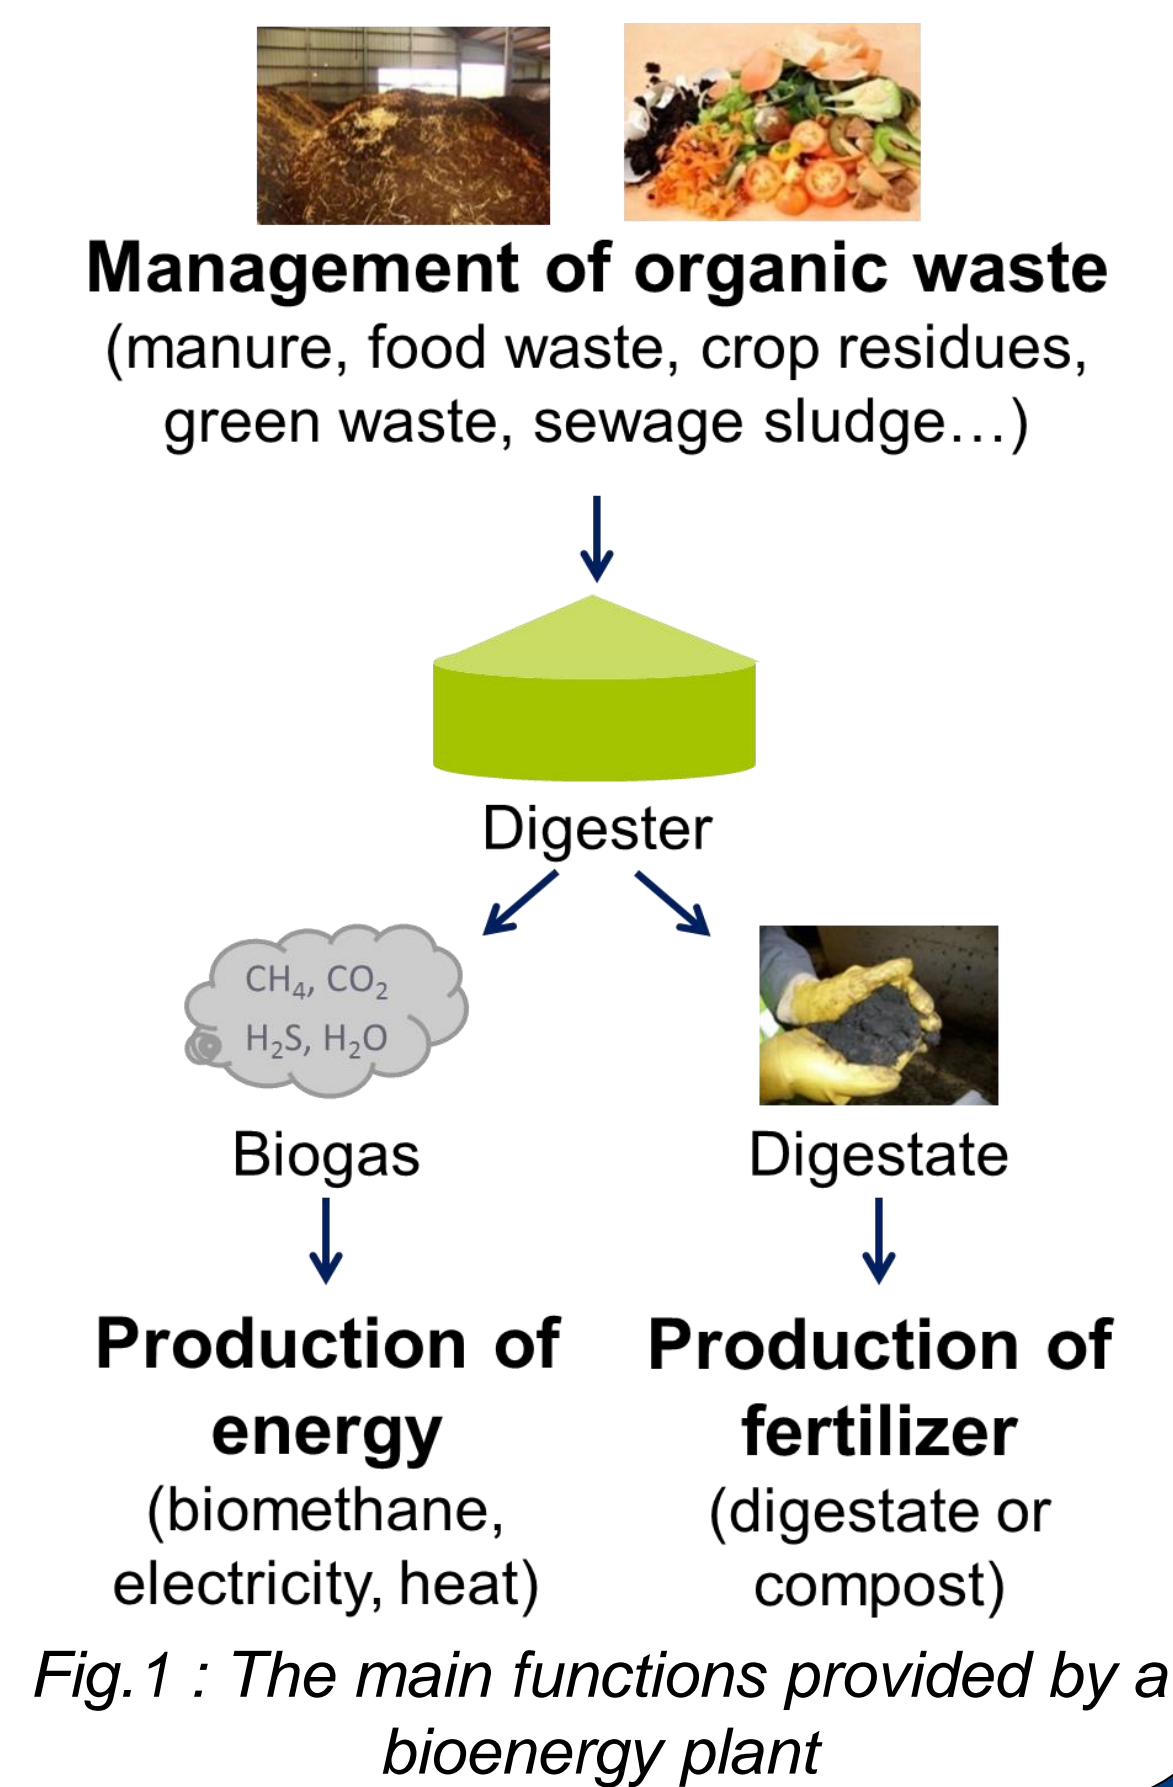 Management of organic waste
(manure, food waste, crop residues,
green waste, sewage sludge…)
Digester
CH₄, CO₂
H₂S, H₂O
Biogas
Digestate
Production of
energy
(biomethane,
electricity, heat)
Production of
fertilizer
(digestate or
compost)
Fig.1 : The main functions provided by a
bioenergy plant